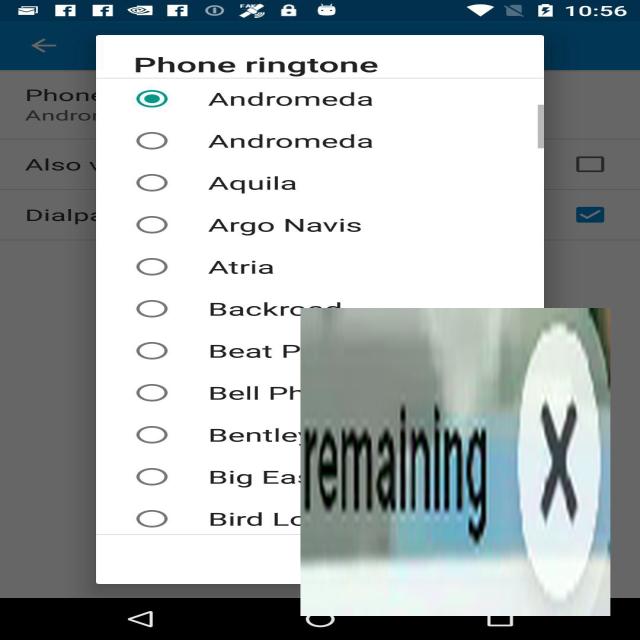 10:56
Phone ringtone
Phone
Andromeda
Andromeda
Also
Aquila
Dialpa
Argo Navis
Atria
Backroad
Beat P
Bell Ph
Bentley
Big Eas
Bird Lo
remaining
X